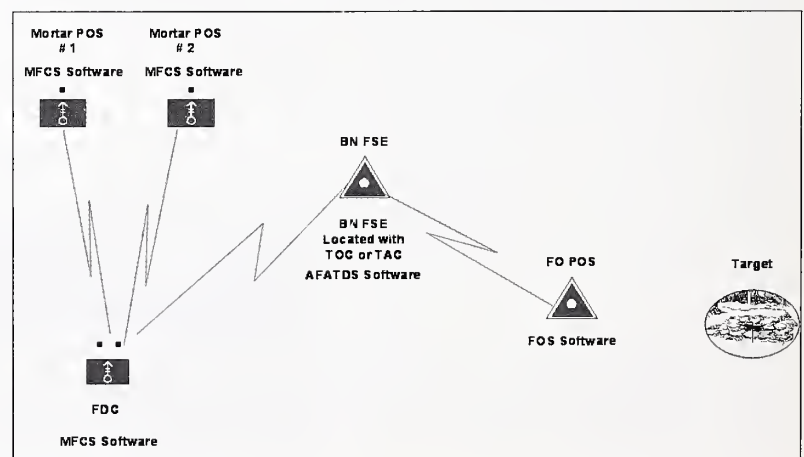 Mortar POS
# 1
MFCS Software
Mortar POS
# 2
MFCS Software
BN FSE
BN FSE
Located with
TOC or TAC
AFATDS Software
FO POS
FOS Software
Target
FDC
MFCS Software